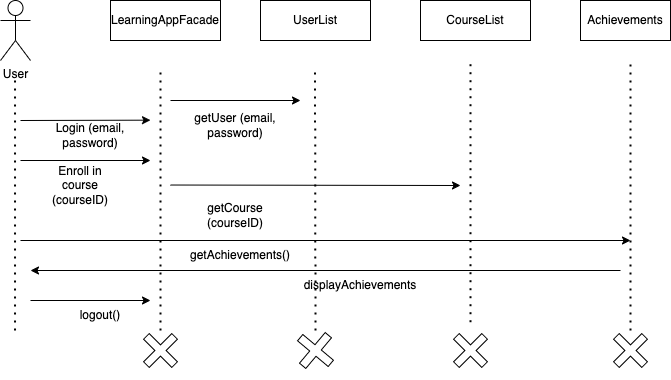 LearningAppFacade
UserList
CourseList
Achievements
User
getUser (email,
password)
Login (email,
password)
Enroll in
course
(courseID)
getCourse
(courseID)
getAchievements()
displayAchievements
logout()